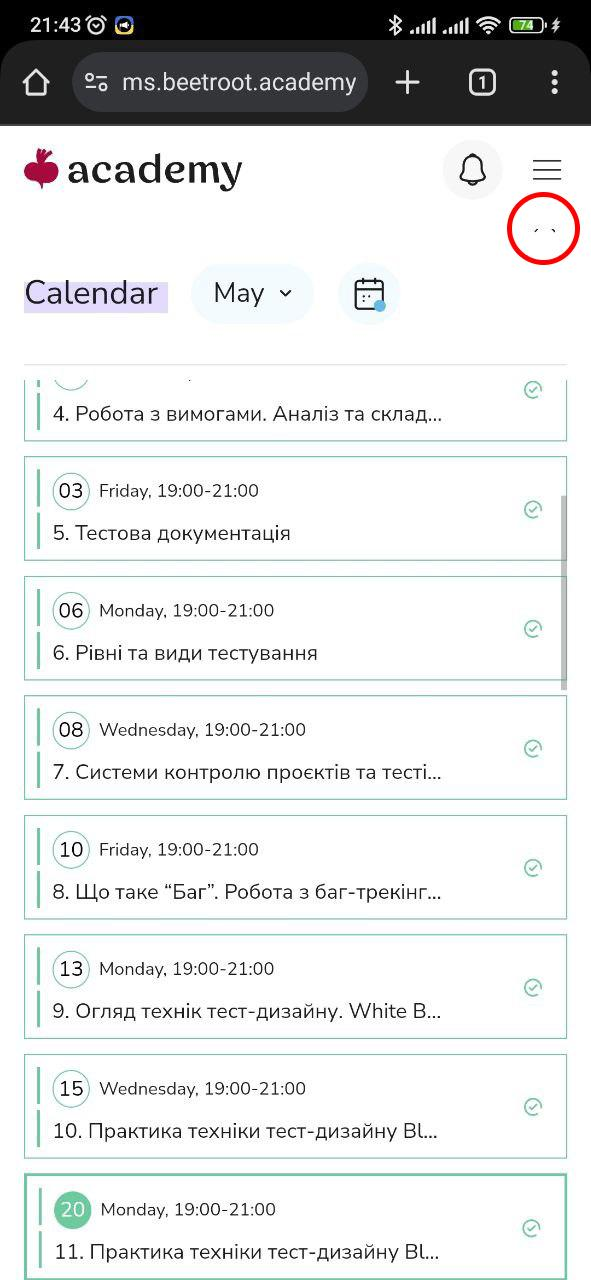 21:43
74
ms.beetroot.academy
1
academy
Calendar
May
4. Робота з вимогами. Аналіз та склад...
03 Friday, 19:00-21:00
5. Тестова документація
06 Monday, 19:00-21:00
6. Рівні та види тестування
08 Wednesday, 19:00-21:00
7. Системи контролю проєктів та тесті...
10 Friday, 19:00-21:00
8. Що таке “Баг”. Робота з баг-трекінг...
13 Monday, 19:00-21:00
9. Огляд технік тест-дизайну. White B...
15 Wednesday, 19:00-21:00
10. Практика техніки тест-дизайну Bl...
20 Monday, 19:00-21:00
11. Практика техніки тест-дизайну Bl...